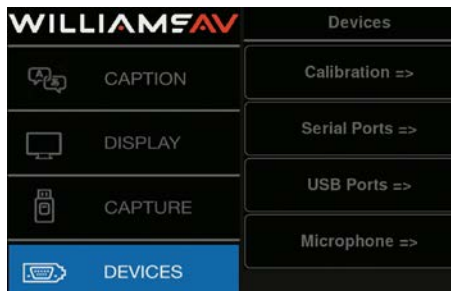 WILLIAMSAV
CAPTION
DISPLAY
CAPTURE
DEVICES
Devices
Calibration =>
Serial Ports =>
USB Ports =>
Microphone =>